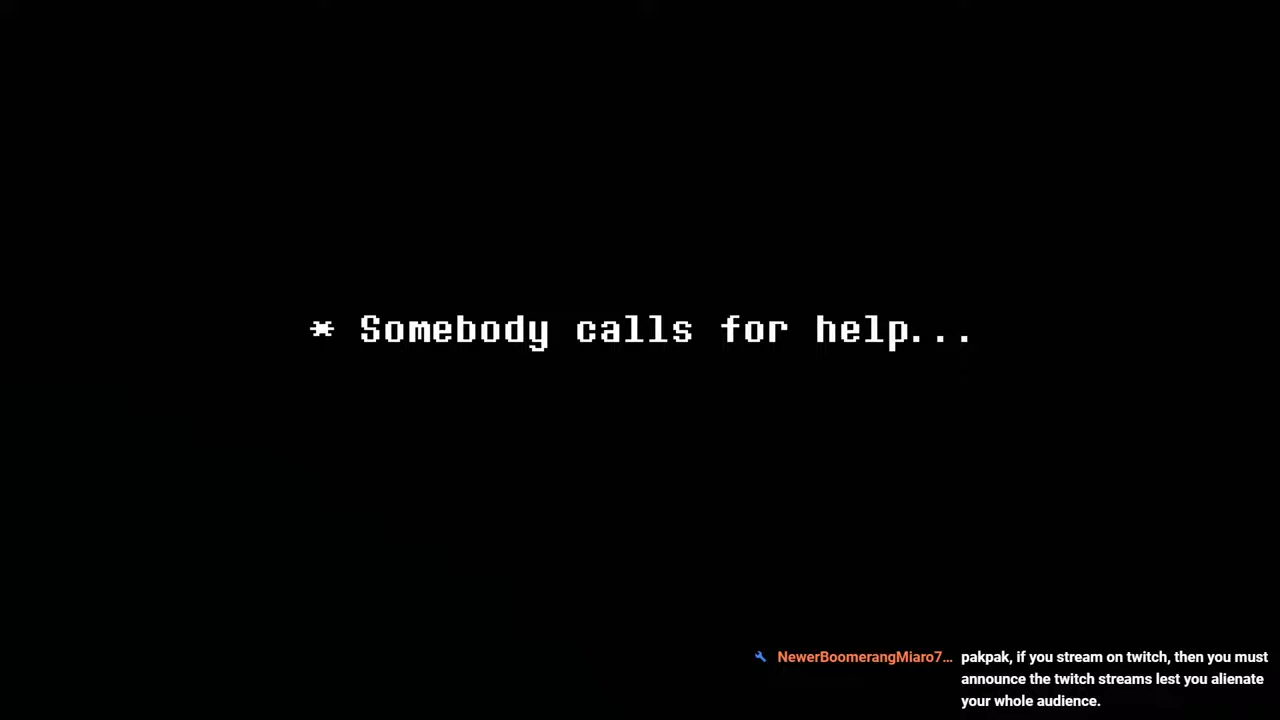 * Somebody calls for help...
NewerBoomerangMiaro7… pakpak, if you stream on twitch, then you must
announce the twitch streams lest you alienate
your whole audience.